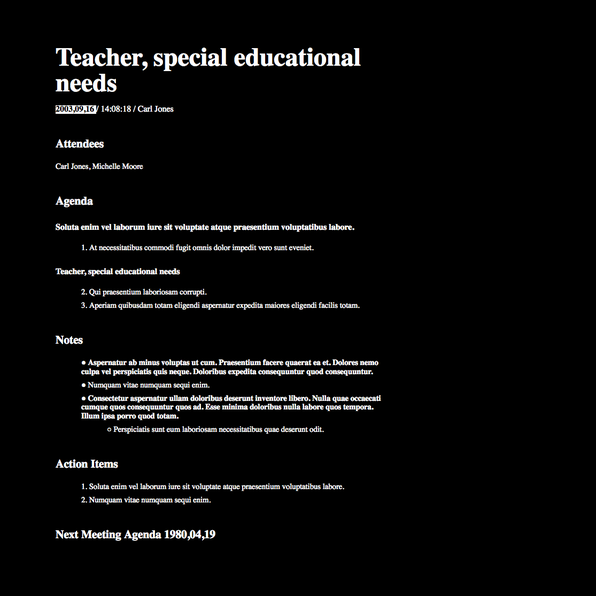 Teacher, special educational
needs
2003,09,16 / 14:08:18 / Carl Jones
Attendees
Carl Jones, Michelle Moore
Agenda
Soluta enim vel laborum iure sit voluptate atque praesentium voluptatibus labore.
1. At necessitatibus commodi fugit omnis dolor impedit vero sunt eveniet.
Teacher, special educational needs
2. Qui praesentium laboriosam corrupti.
3. Aperiam quibusdam totam eligendi aspernatur expedita maiores eligendi facilis totam.
Notes
● Aspernatur ab minus voluptas ut cum. Praesentium facere quaerat ea et. Dolores nemo
culpa vel perspiciatis quis neque. Doloribus expedita consequuntur quod consequuntur.
● Numquam vitae numquam sequi enim.
● Consectetur aspernatur ullam doloribus deserunt inventore libero. Nulla quae occaecati
cumque quos consequuntur quos ad. Esse minima doloribus nulla labore quos tempora.
Illum ipsa porro quod totam.
○ Perspiciatis sunt eum laboriosam necessitatibus quae deserunt odit.
Action Items
1. Soluta enim vel laborum iure sit voluptate atque praesentium voluptatibus labore.
2. Numquam vitae numquam sequi enim.
Next Meeting Agenda 1980,04,19